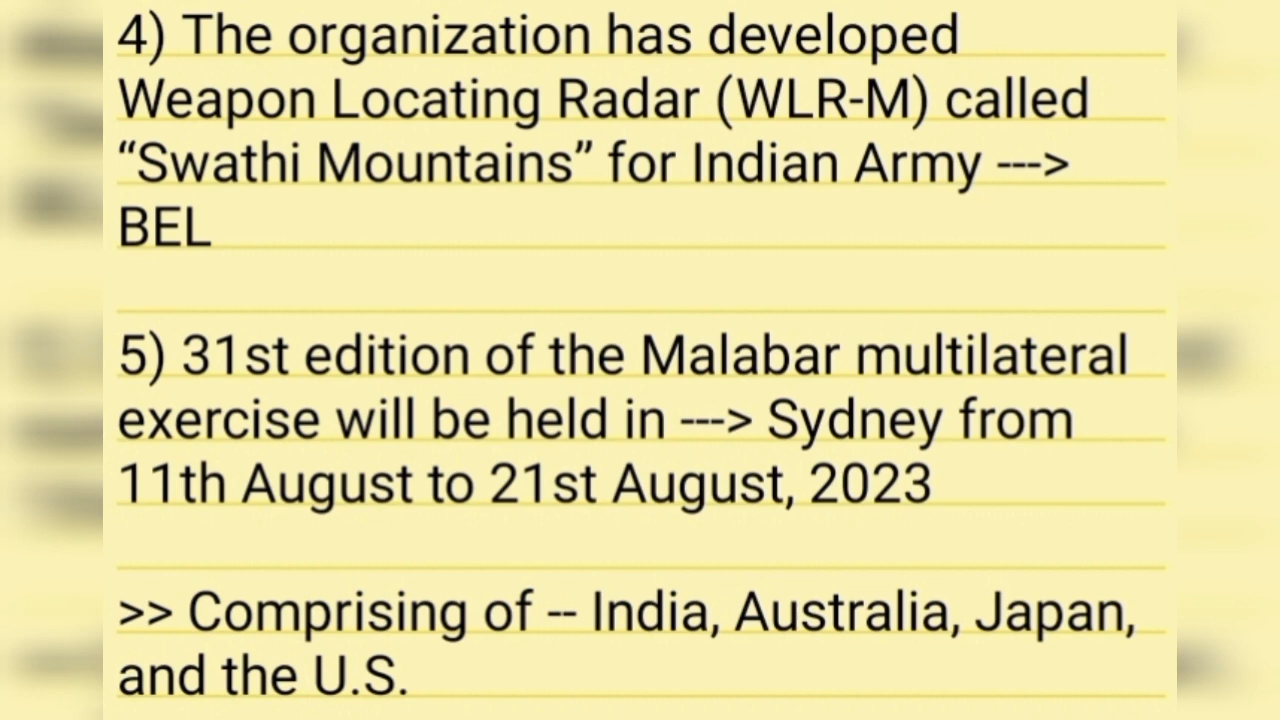 4) The organization has developed
Weapon Locating Radar (WLR-M) called
“Swathi Mountains” for Indian Army --->
BEL
5) 31st edition of the Malabar multilateral
exercise will be held in ---> Sydney from
11th August to 21st August, 2023
>> Comprising of -- India, Australia, Japan,
and the U.S.